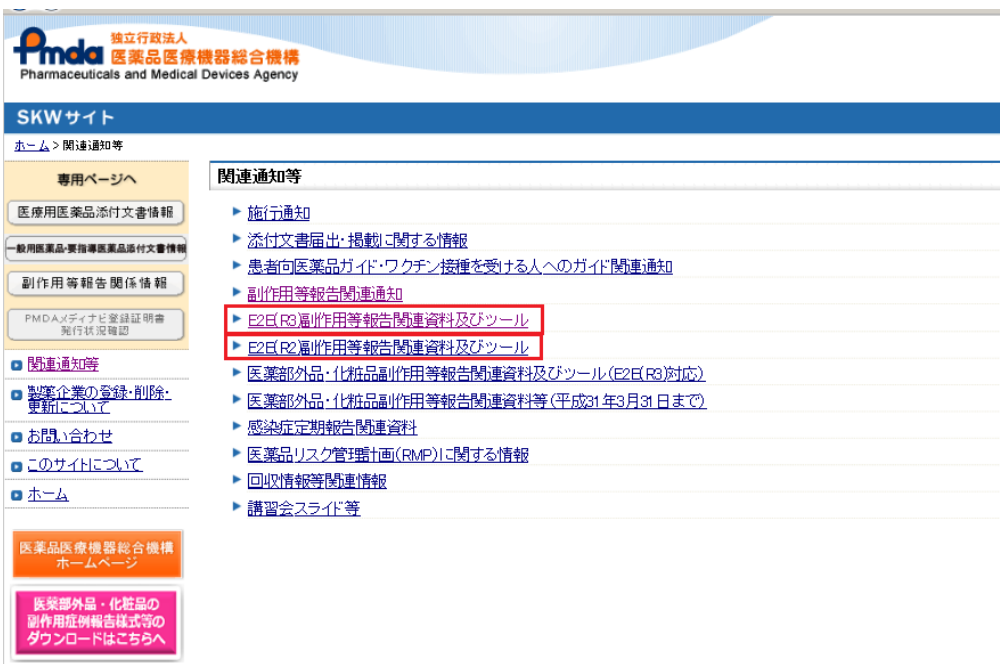 Pmda 独立行政法人
医薬品医療機器総合機構
Pharmaceuticals and Medical Devices Agency
SKWサイト
ホーム > 関連通知等
専用ページへ
医療用医薬品添付文書情報
一般用医薬品・要指導医薬品添付文書情報
副作用等報告関係情報
PMDAメディナビ登録証明書
発行状況確認
関連通知等
製薬企業の登録・削除・
更新について
お問い合わせ
このサイトについて
ホーム
医薬品医療機器総合機構
ホームページ
医薬部外品・化粧品の
副作用症例報告様式等の
ダウンロードはこちらへ
関連通知等
施行通知
添付文書届出・掲載に関する情報
患者向医薬品ガイド・ワクチン接種を受ける人へのガイド関連通知
副作用等報告関連通知
E2B(R3)副作用等報告関連資料及びツール
E2B(R2)副作用等報告関連資料及びツール
医薬部外品・化粧品副作用等報告関連資料及びツール(E2B(R3)対応)
医薬部外品・化粧品副作用等報告関連資料等(平成31年3月31日まで)
感染症定期報告関連資料
医薬品リスク管理計画(RMP)に関する情報
回収情報等関連情報
講習会スライド等